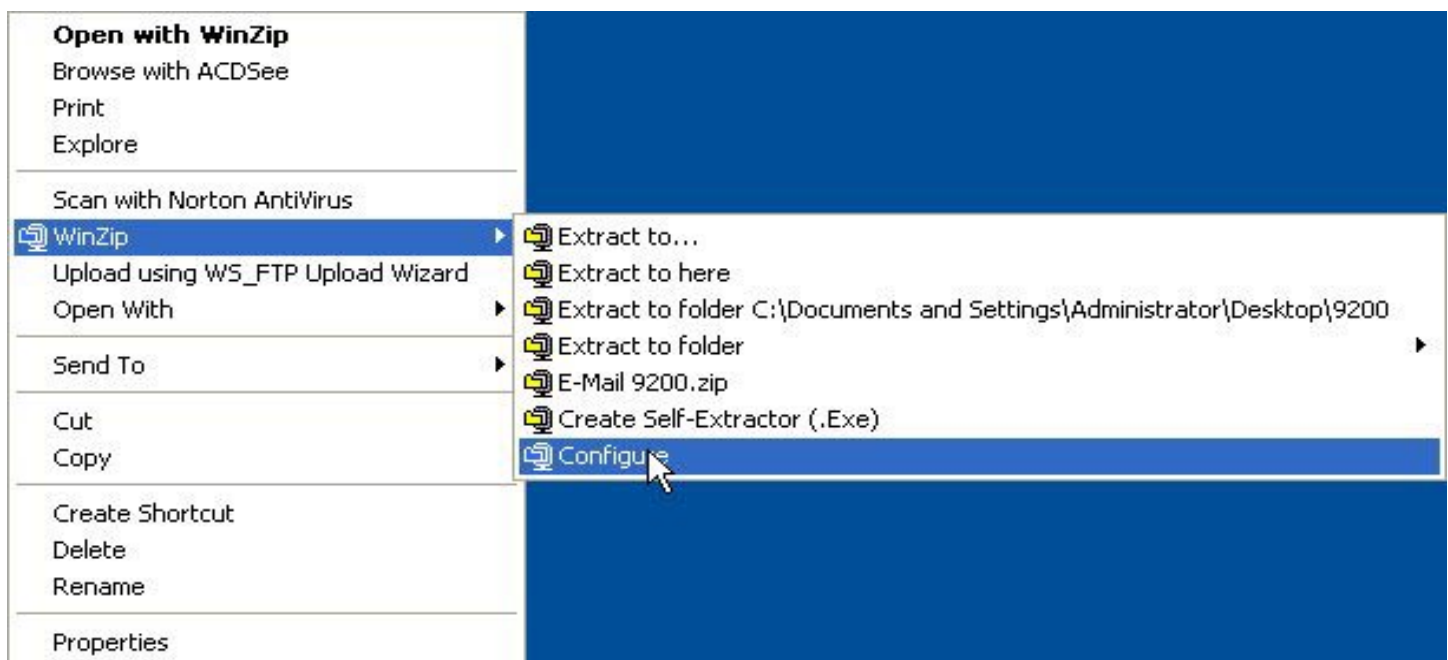 Open with WinZip
Browse with ACDSee
Print
Explore
Scan with Norton AntiVirus
WinZip
Upload using WS_FTP Upload Wizard
Open With
Send To
Cut
Copy
Create Shortcut
Delete
Rename
Properties
Extract to...
Extract to here
Extract to folder C:\Documents and Settings\Administrator\Desktop\9200
Extract to folder
E-Mail 9200.zip
Create Self-Extractor (.Exe)
Configure